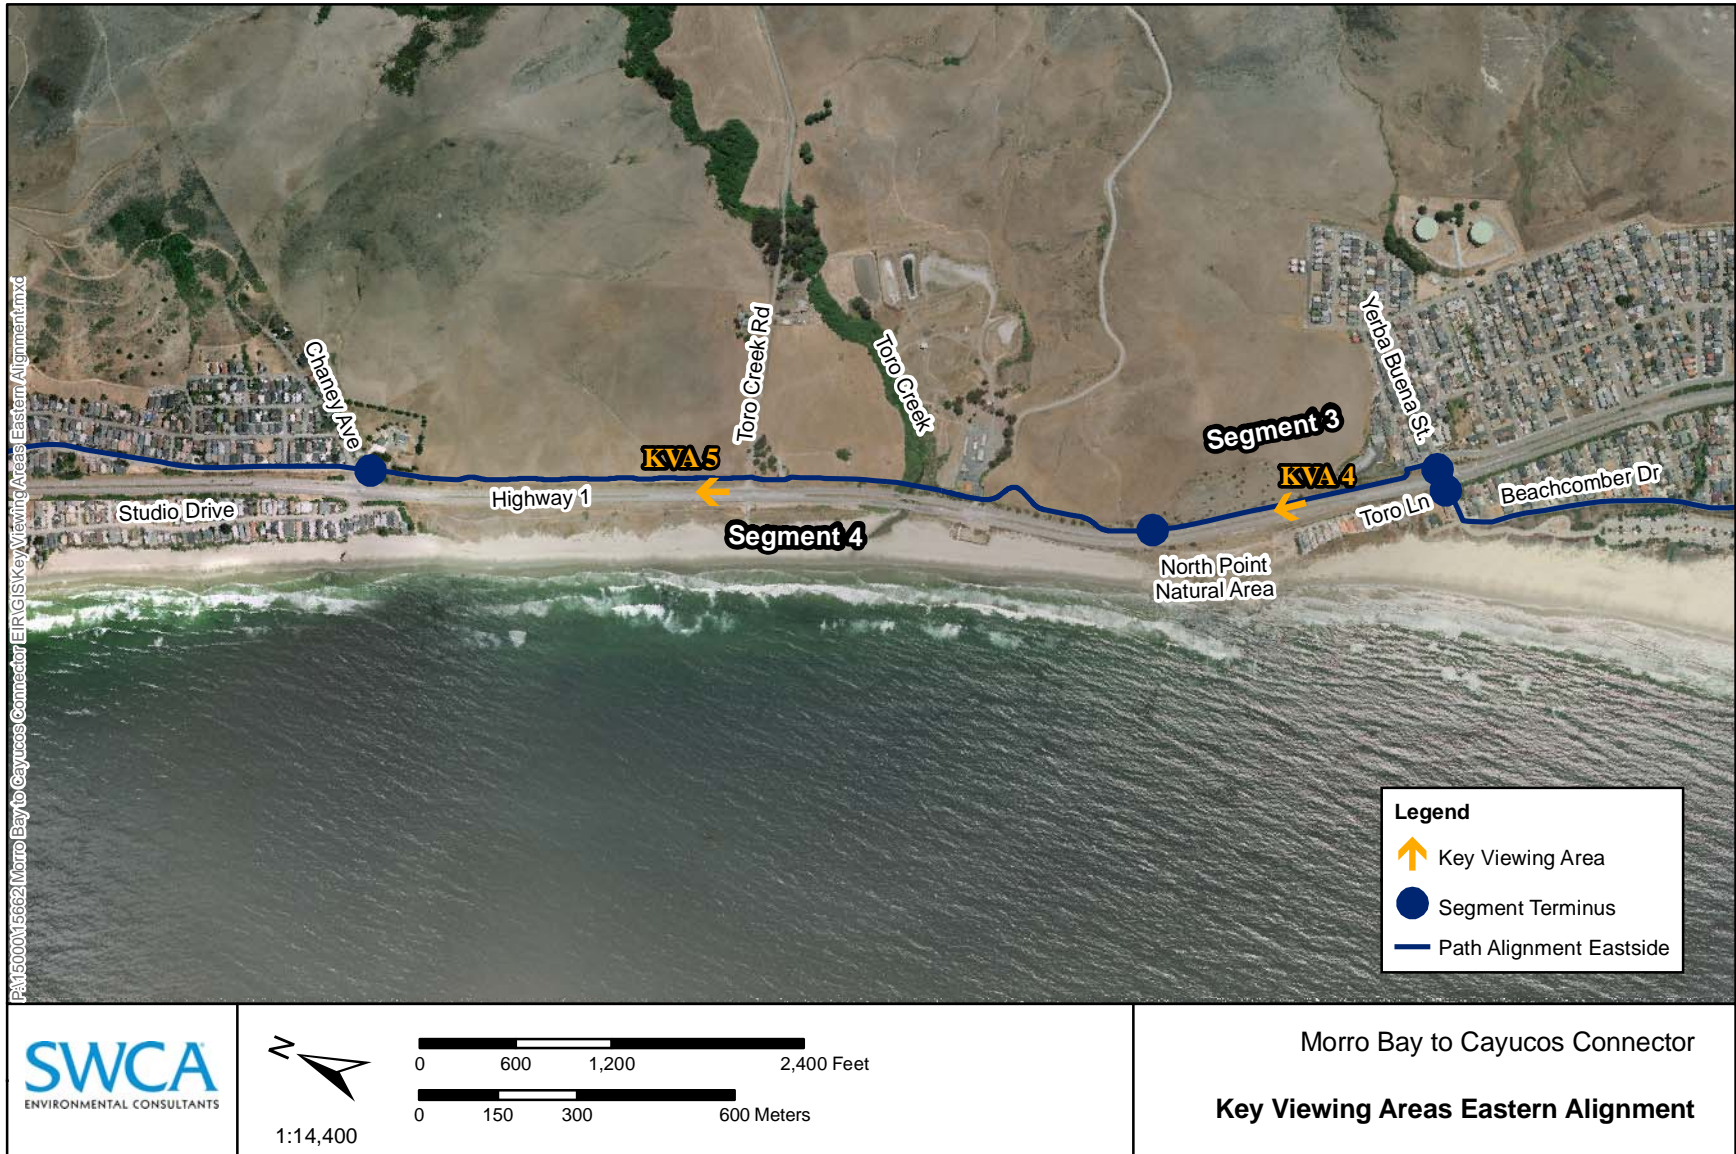 Chaney Ave
Toro Creek Rd
Toro Creek
Yerba Buena St.
Segment 3
KVA 5
KVA 4
Studio Drive
Highway 1
Toro Ln
Beachcomber Dr
Segment 4
North Point
Natural Area
P:\15000\15662 Morro Bay to Cayucos Connector EIR\GIS\Key Viewing Areas Eastern Alignment.mxd
Legend
Key Viewing Area
Segment Terminus
Path Alignment Eastside
SWCA
ENVIRONMENTAL CONSULTANTS
N
1:14,400
0 600 1,200 2,400 Feet
0 150 300 600 Meters
Morro Bay to Cayucos Connector
Key Viewing Areas Eastern Alignment